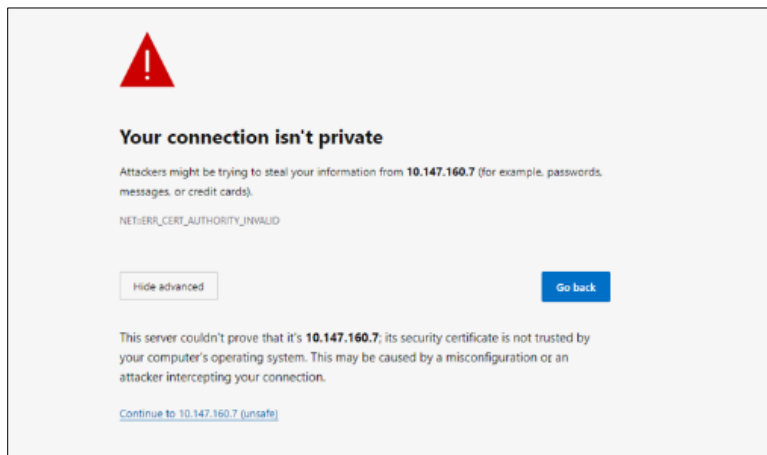 Your connection isn't private
Attackers might be trying to steal your information from 10.147.160.7 (for example, passwords,
messages, or credit cards).
NET::ERR_CERT_AUTHORITY_INVALID
Hide advanced
Go back
This server couldn't prove that it's 10.147.160.7; its security certificate is not trusted by
your computer's operating system. This may be caused by a misconfiguration or an
attacker intercepting your connection.
Continue to 10.147.160.7 (unsafe)